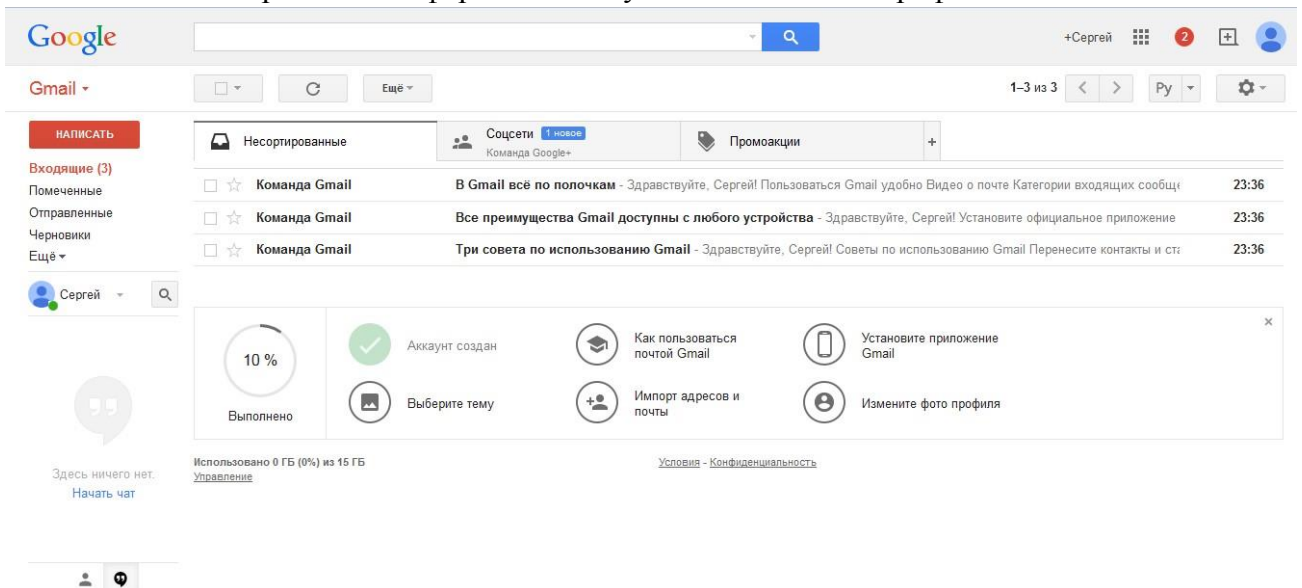 Google
+Сергей 2
Gmail
Ещё
1–3 из 3
Ру
НАПИСАТЬ
Входящие (3)
Помеченные
Отправленные
Черновики
Ещё
Сергей
Несортированные
Соцсети 1 новое
Команда Google+
Промоакции
+
Команда Gmail В Gmail всё по полочкам - Здравствуйте, Сергей! Пользоваться Gmail удобно Видео о почте Категории входящих сообще 23:36
Команда Gmail Все преимущества Gmail доступны с любого устройства - Здравствуйте, Сергей! Установите официальное приложение 23:36
Команда Gmail Три совета по использованию Gmail - Здравствуйте, Сергей! Советы по использованию Gmail Перенесите контакты и ста 23:36
10 %
Выполнено
Аккаунт создан
Как пользоваться
почтой Gmail
Установите приложение
Gmail
Выберите тему
Импорт адресов и
почты
Измените фото профиля
Использовано 0 ГБ (0%) из 15 ГБ
Управление
Условия - Конфиденциальность
Здесь ничего нет.
Начать чат